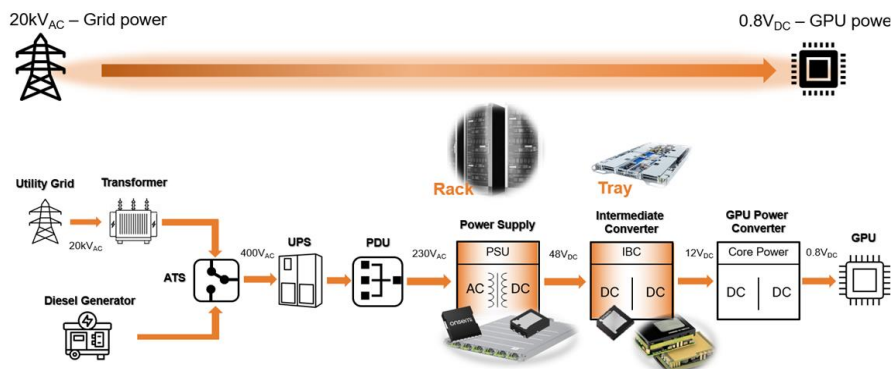 20kVAC – Grid power
0.8VDC – GPU powe
Rack
Tray
Utility Grid
Transformer
20kVAC
Diesel Generator
ATS
400VAC
UPS
PDU
230VAC
Power Supply
PSU
AC
DC
onsemi
48VDC
Intermediate
Converter
IBC
DC
DC
12VDC
GPU Power
Converter
Core Power
DC
DC
0.8VDC
GPU